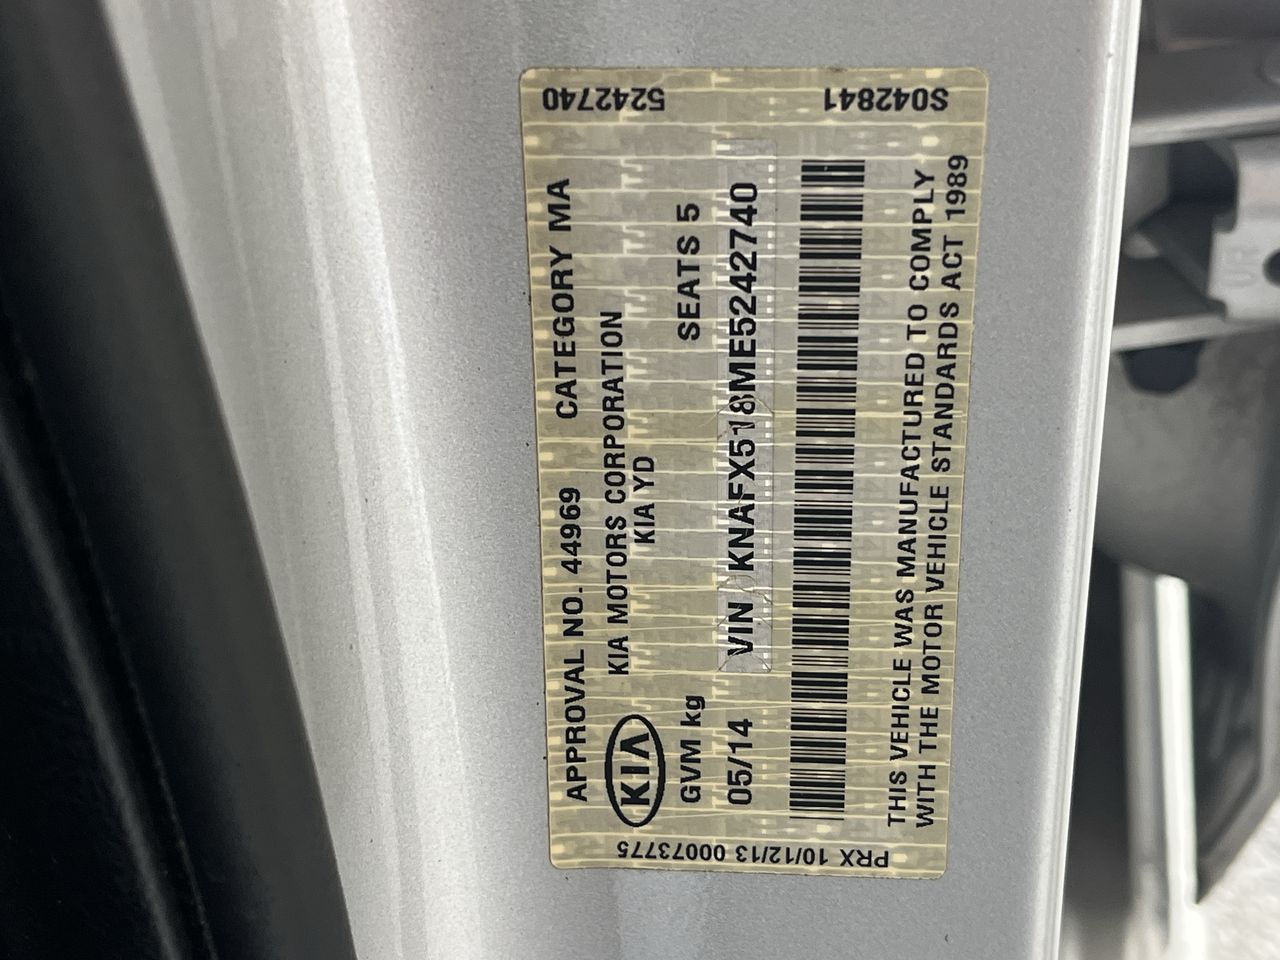 5242740
S042841
APPROVAL NO. 44969 CATEGORY MA
KIA MOTORS CORPORATION
KIA
KIA YD
GVM kg SEATS 5
05/14 VIN KNAFX518ME5242740
THIS VEHICLE WAS MANUFACTURED TO COMPLY
WITH THE MOTOR VEHICLE STANDARDS ACT 1989
PRX 10/12/13 00073775